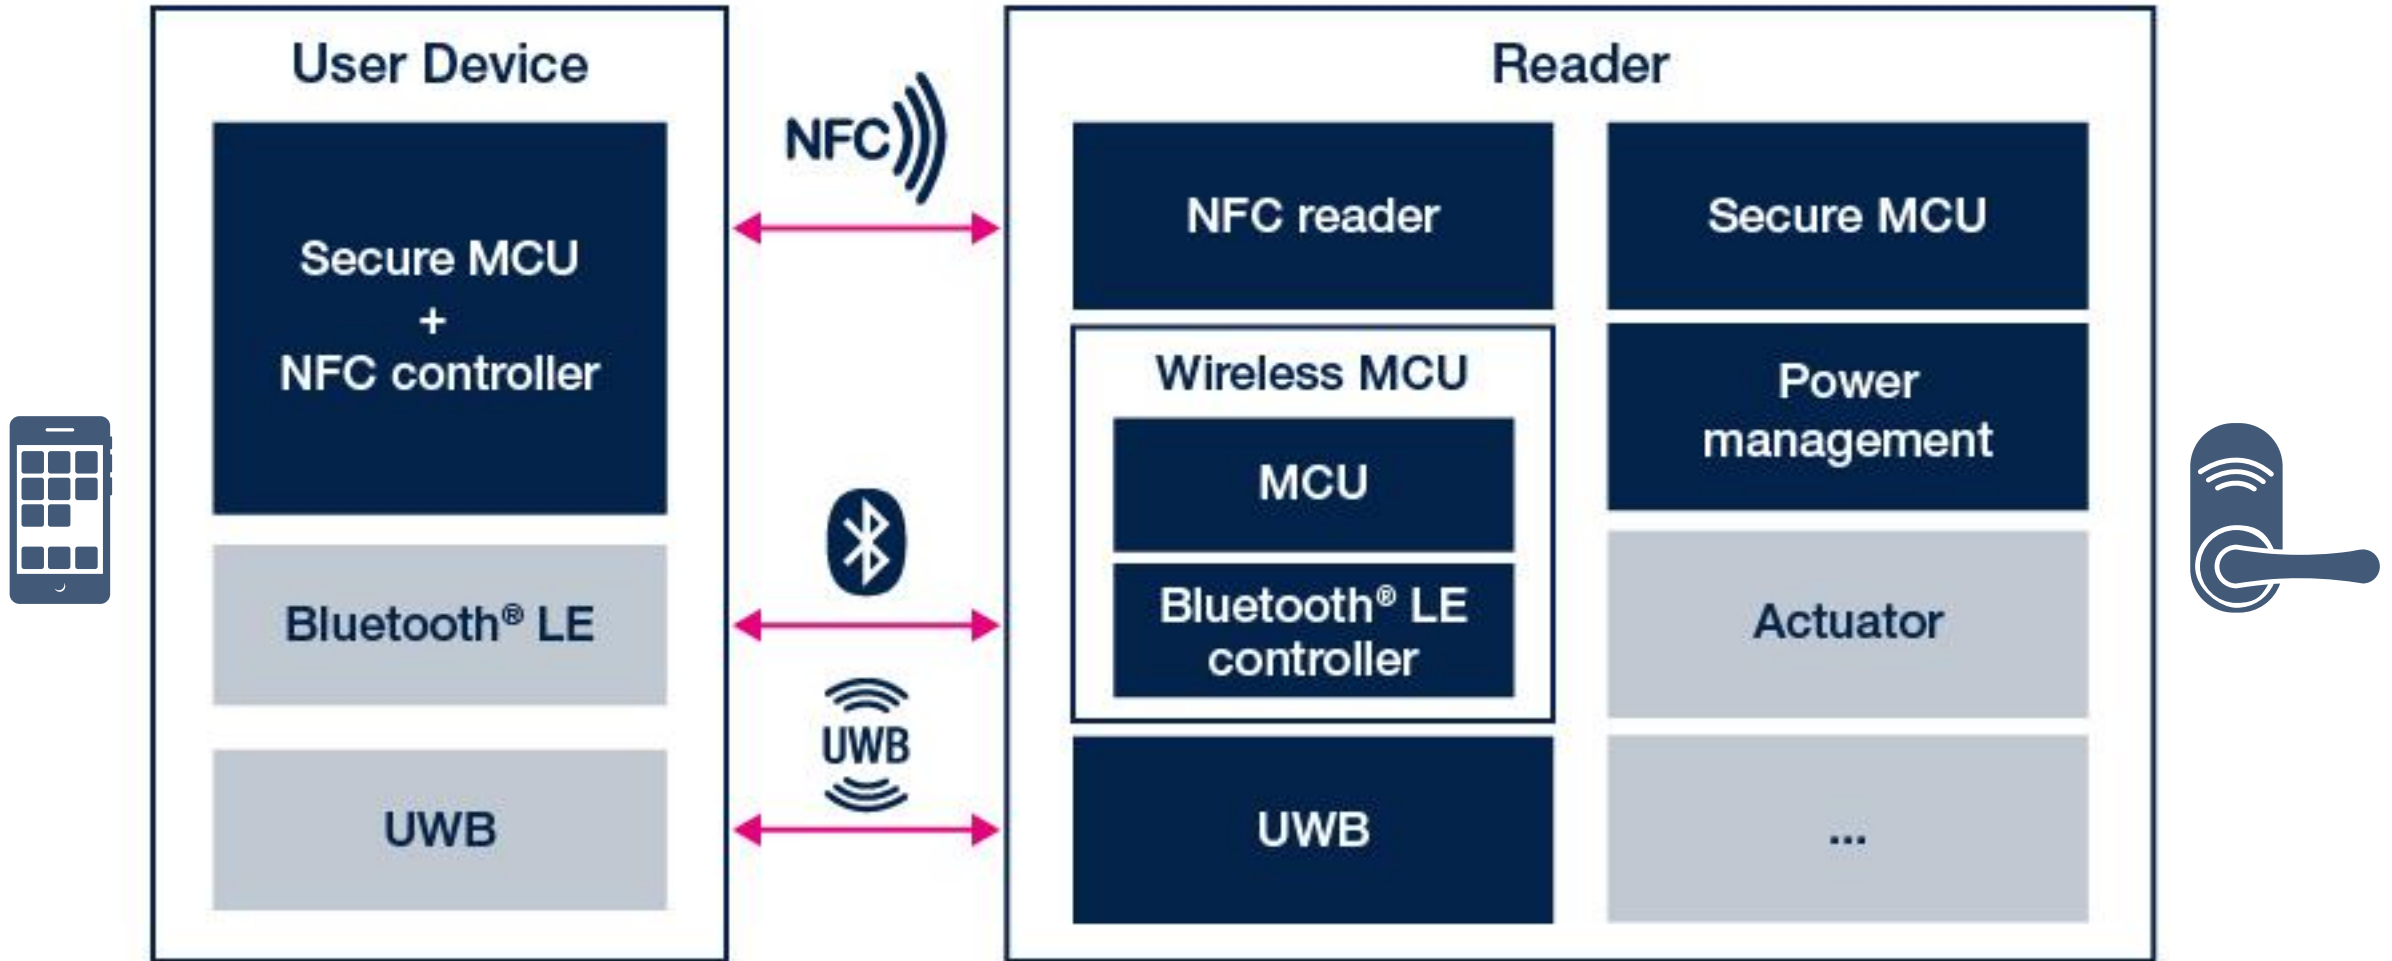 User Device
Secure MCU
+
NFC controller
Bluetooth® LE
UWB
NFC
UWB
Reader
NFC reader
Wireless MCU
MCU
Bluetooth® LE
controller
UWB
Secure MCU
Power
management
Actuator
...